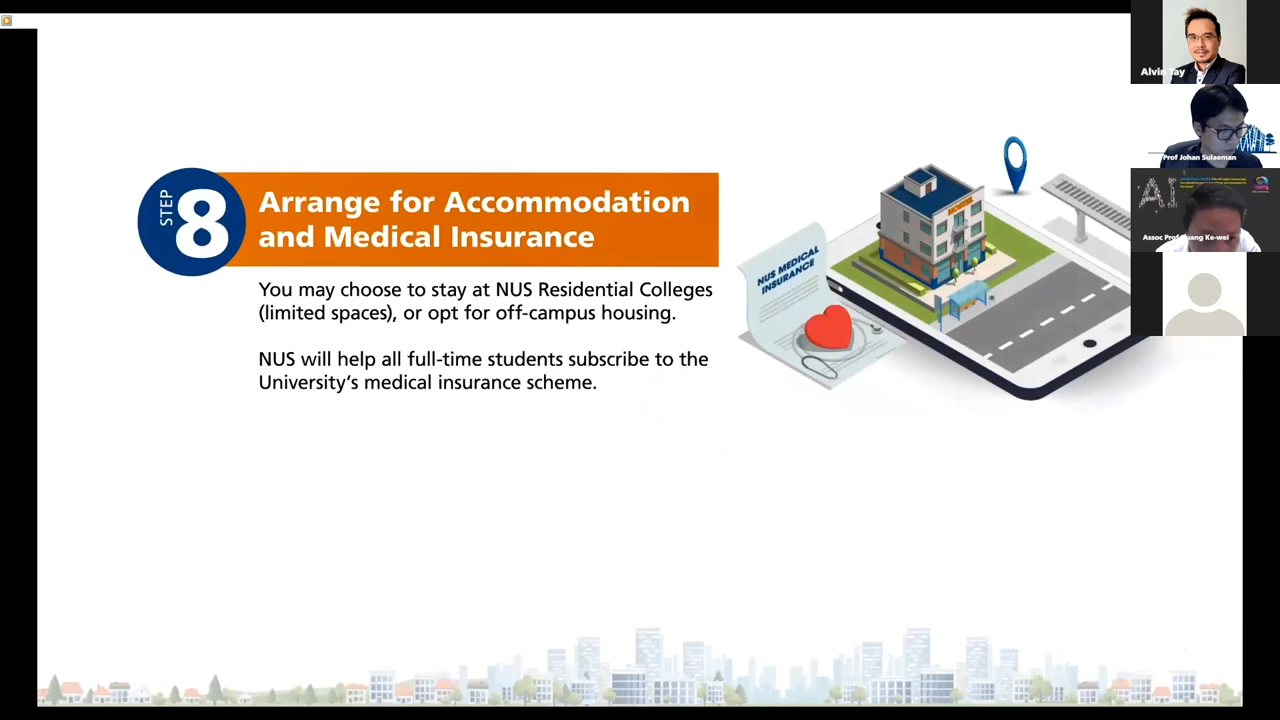 STEP
8
Arrange for Accommodation
and Medical Insurance
You may choose to stay at NUS Residential Colleges
(limited spaces), or opt for off-campus housing.
NUS will help all full-time students subscribe to the
University's medical insurance scheme.
NUS MEDICAL
INSURANCE
Alvin Tay
Prof Johan Sulaeman
AI
Assoc Prof Huang Ke-wei